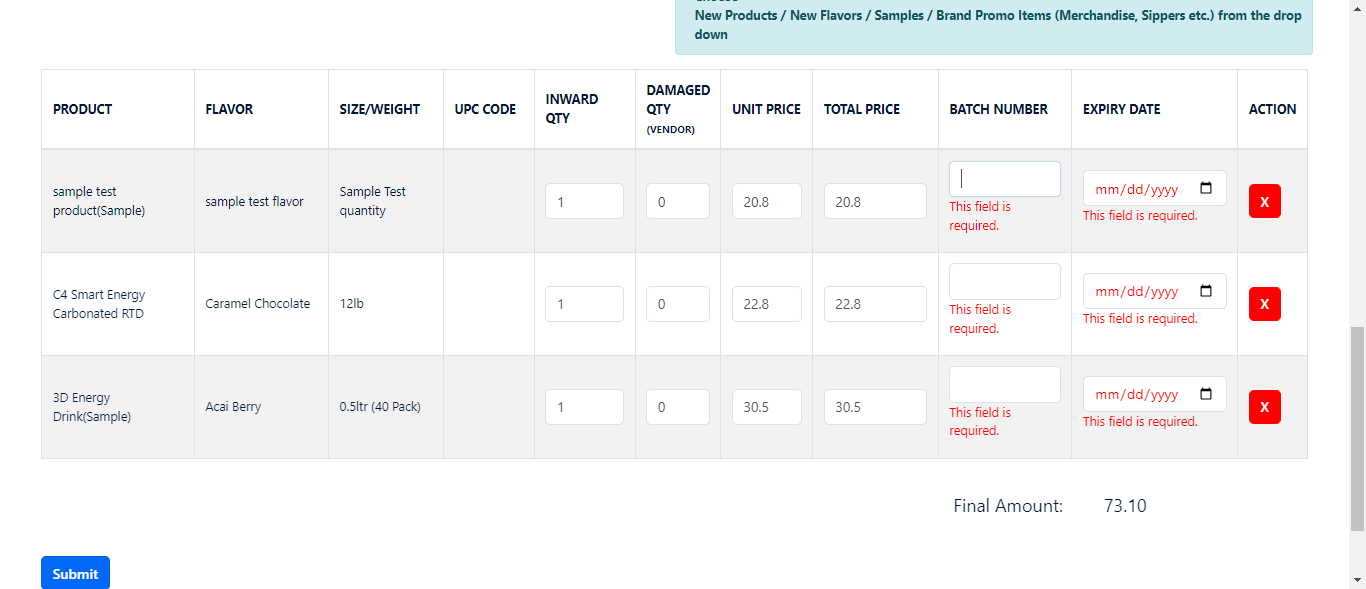 New Products / New Flavors / Samples / Brand Promo Items (Merchandise, Sippers etc.) from the drop
down
PRODUCT
FLAVOR
SIZE/WEIGHT
UPC CODE
INWARD
QTY
DAMAGED
QTY
(VENDOR)
UNIT PRICE
TOTAL PRICE
BATCH NUMBER
EXPIRY DATE
ACTION
sample test
product(Sample)
sample test flavor
Sample Test
quantity
1
0
20.8
20.8
This field is
required.
mm/dd/yyyy
This field is required.
X
C4 Smart Energy
Carbonated RTD
Caramel Chocolate
12lb
1
0
22.8
22.8
This field is
required.
mm/dd/yyyy
This field is required.
X
3D Energy
Drink(Sample)
Acai Berry
0.5ltr (40 Pack)
1
0
30.5
30.5
This field is
required.
mm/dd/yyyy
This field is required.
X
Final Amount: 73.10
Submit